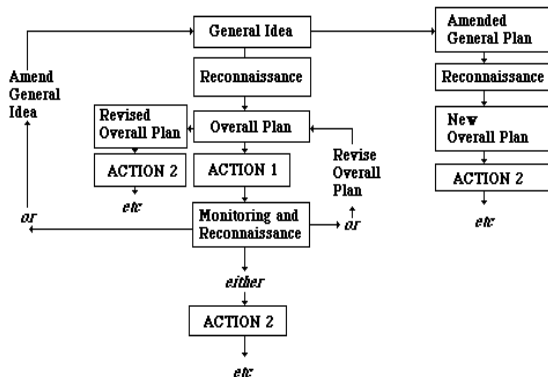 General Idea
Amended
General Plan
Amend
General
Idea
Reconnaissance
Reconnaissance
Revised
Overall Plan
Overall Plan
New
Overall Plan
ACTION 2
ACTION 1
Revise
Overall
Plan
ACTION 2
etc
or
Monitoring and
Reconnaissance
or
etc
either
ACTION 2
etc